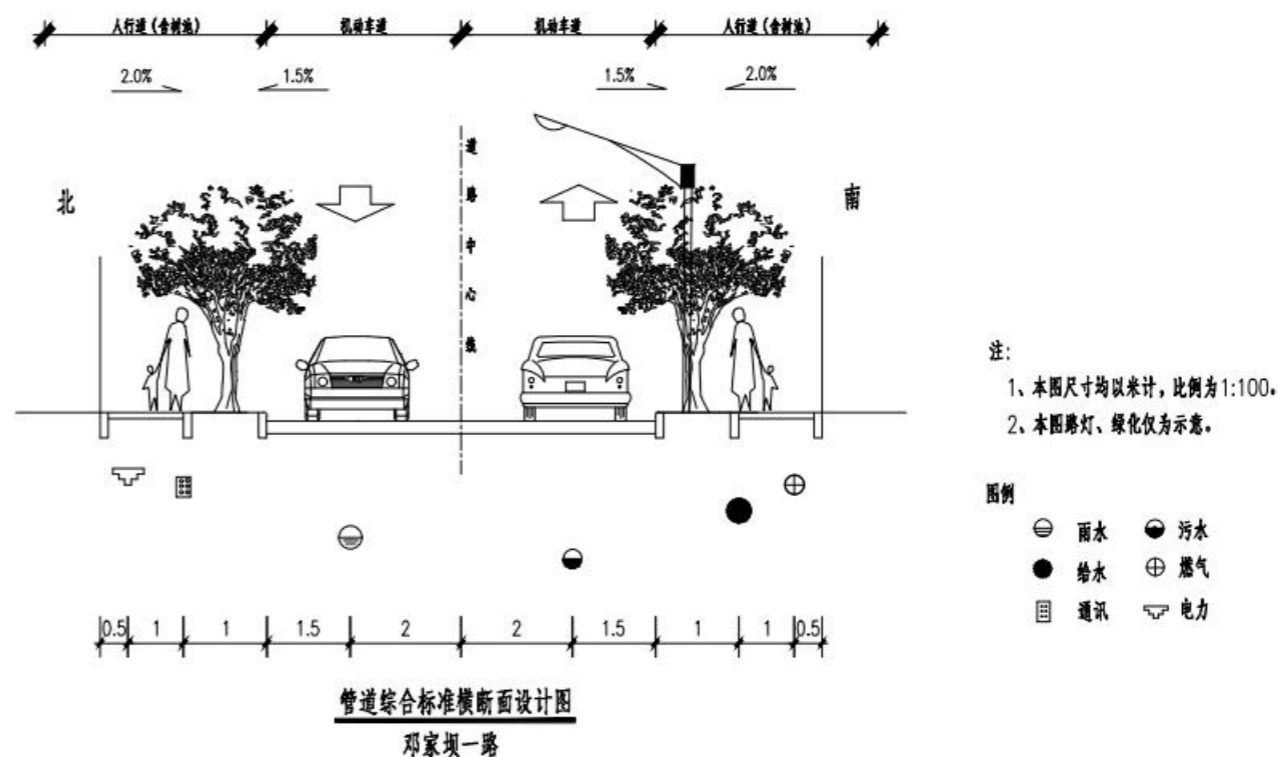 人行道(含树池) 机动车道 机动车道 人行道(含树池)
2.0% 1.5% 1.5% 2.0%
道路中心线
北 南
注:
1、本图尺寸均以米计,比例为1:100。
2、本图路灯、绿化仅为示意。
图例
雨水 污水
给水 燃气
通讯 电力
0.5 1 1 1.5 2 2 1.5 1 1 0.5
管道综合标准横断面设计图
邓家坝一路